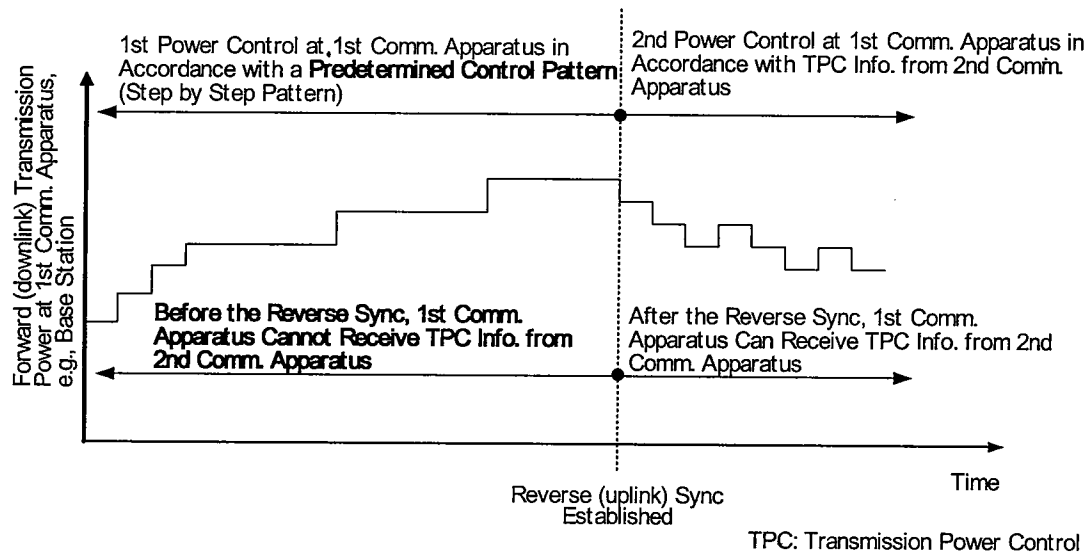 1st Power Control at 1st Comm. Apparatus in
Accordance with a Predetermined Control Pattern
(Step by Step Pattern)
2nd Power Control at 1st Comm. Apparatus in
Accordance with TPC Info. from 2nd Comm.
Apparatus
Forward (downlink) Transmission
Power at 1st Comm. Apparatus,
e.g., Base Station
Before the Reverse Sync, 1st Comm.
Apparatus Cannot Receive TPC Info. from
2nd Comm. Apparatus
After the Reverse Sync, 1st Comm.
Apparatus Can Receive TPC Info. from 2nd
Comm. Apparatus
Time
Reverse (uplink) Sync
Established
TPC: Transmission Power Control